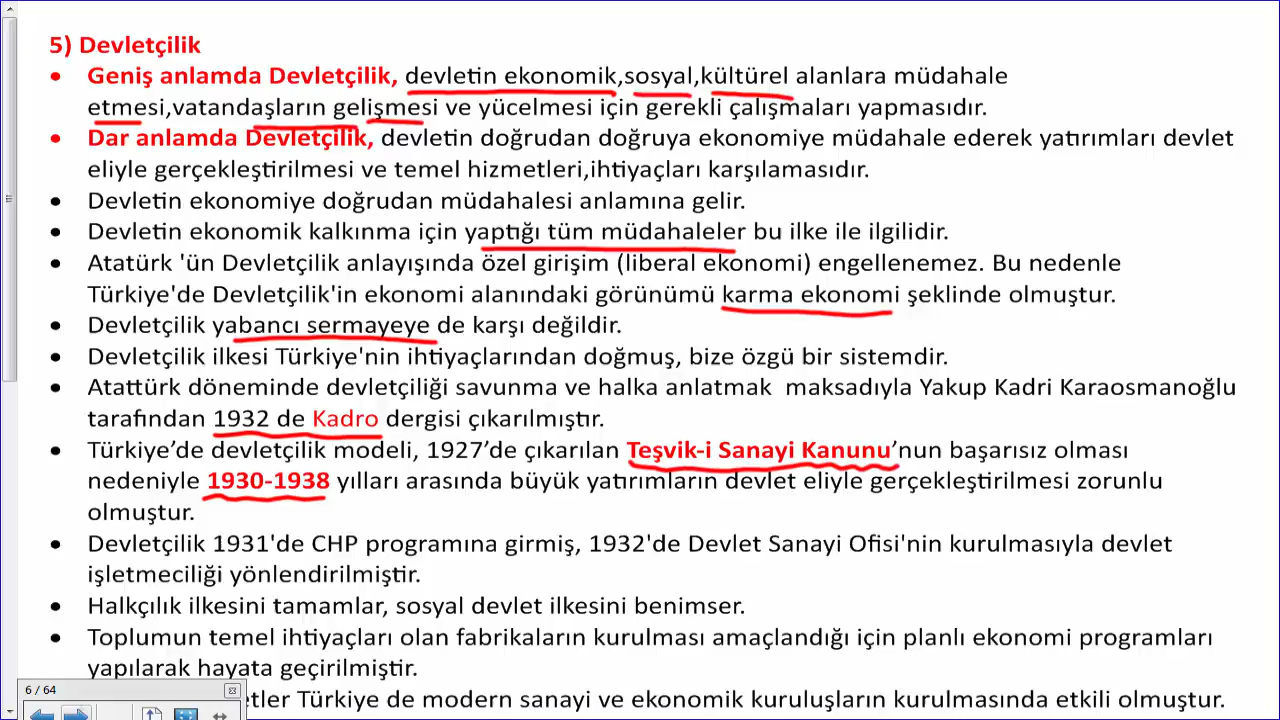 5) Devletçilik
• Geniş anlamda Devletçilik, devletin ekonomik,sosyal,kültürel alanlara müdahale
etmesi,vatandaşların gelişmesi ve yücelmesi için gerekli çalışmaları yapmasıdır.
• Dar anlamda Devletçilik, devletin doğrudan doğruya ekonomiye müdahale ederek yatırımları devlet
eliyle gerçekleştirilmesi ve temel hizmetleri,ihtiyaçları karşılamasıdır.
• Devletin ekonomiye doğrudan müdahalesi anlamına gelir.
• Devletin ekonomik kalkınma için yaptığı tüm müdahaleler bu ilke ile ilgilidir.
• Atatürk 'ün Devletçilik anlayışında özel girişim (liberal ekonomi) engellenemez. Bu nedenle
Türkiye'de Devletçilik'in ekonomi alanındaki görünümü karma ekonomi şeklinde olmuştur.
• Devletçilik yabancı sermayeye de karşı değildir.
• Devletçilik ilkesi Türkiye'nin ihtiyaçlarından doğmuş, bize özgü bir sistemdir.
• Atattürk döneminde devletçiliği savunma ve halka anlatmak maksadıyla Yakup Kadri Karaosmanoğlu
tarafından 1932 de Kadro dergisi çıkarılmıştır.
• Türkiye’de devletçilik modeli, 1927’de çıkarılan Teşvik-i Sanayi Kanunu’nun başarısız olması
nedeniyle 1930-1938 yılları arasında büyük yatırımların devlet eliyle gerçekleştirilmesi zorunlu
olmuştur.
• Devletçilik 1931'de CHP programına girmiş, 1932'de Devlet Sanayi Ofisi'nin kurulmasıyla devlet
işletmeciliği yönlendirilmiştir.
• Halkçılık ilkesini tamamlar, sosyal devlet ilkesini benimser.
• Toplumun temel ihtiyaçları olan fabrikaların kurulması amaçlandığı için planlı ekonomi programları
yapılarak hayata geçirilmiştir.
6 / 64
etler Türkiye de modern sanayi ve ekonomik kuruluşların kurulmasında etkili olmuştur.